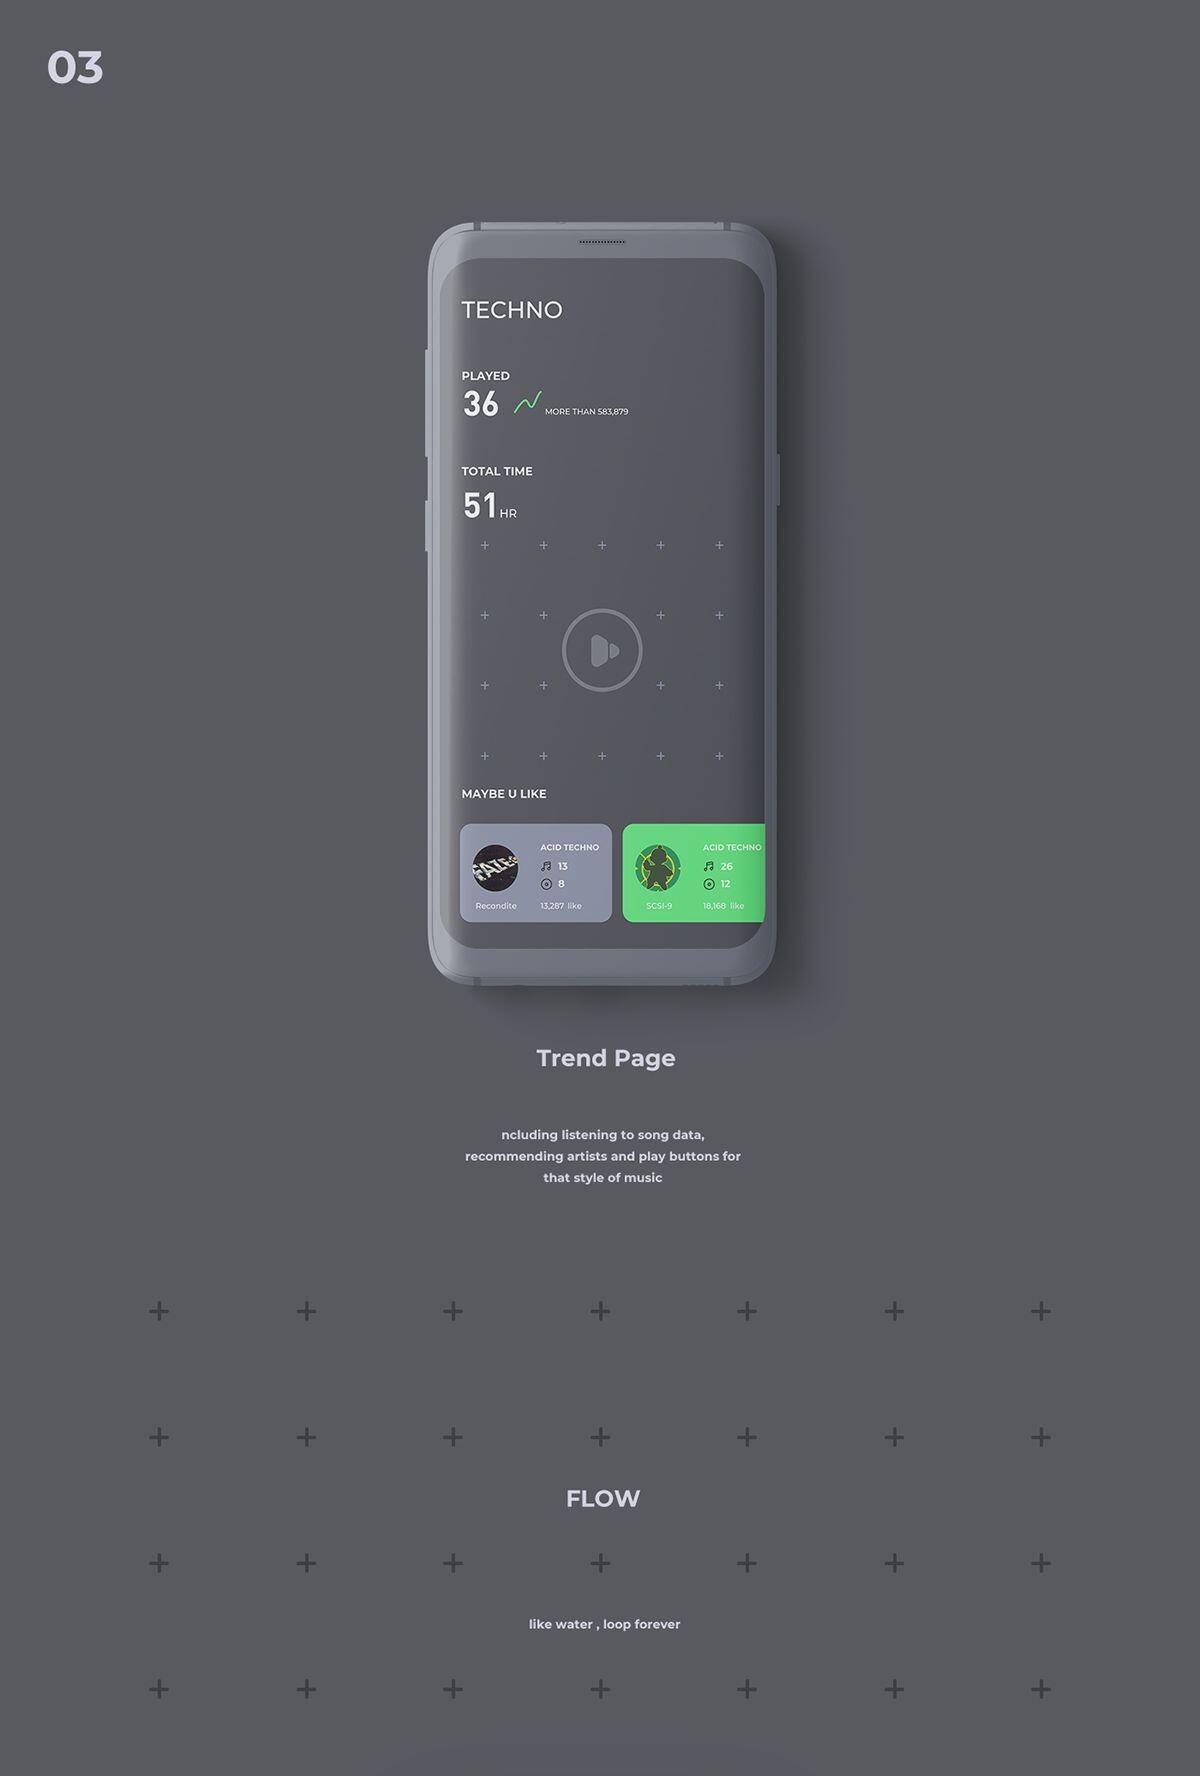 03
TECHNO
PLAYED
36 MORE THAN 583,879
TOTAL TIME
51 HR
MAYBE U LIKE
FAZE
ACID TECHNO
13
8
Recondite
13,287 like
ACID TECHNO
26
12
SCSI-9
18,168 like
Trend Page
ncluding listening to song data,
recommending artists and play buttons for
that style of music
FLOW
like water , loop forever